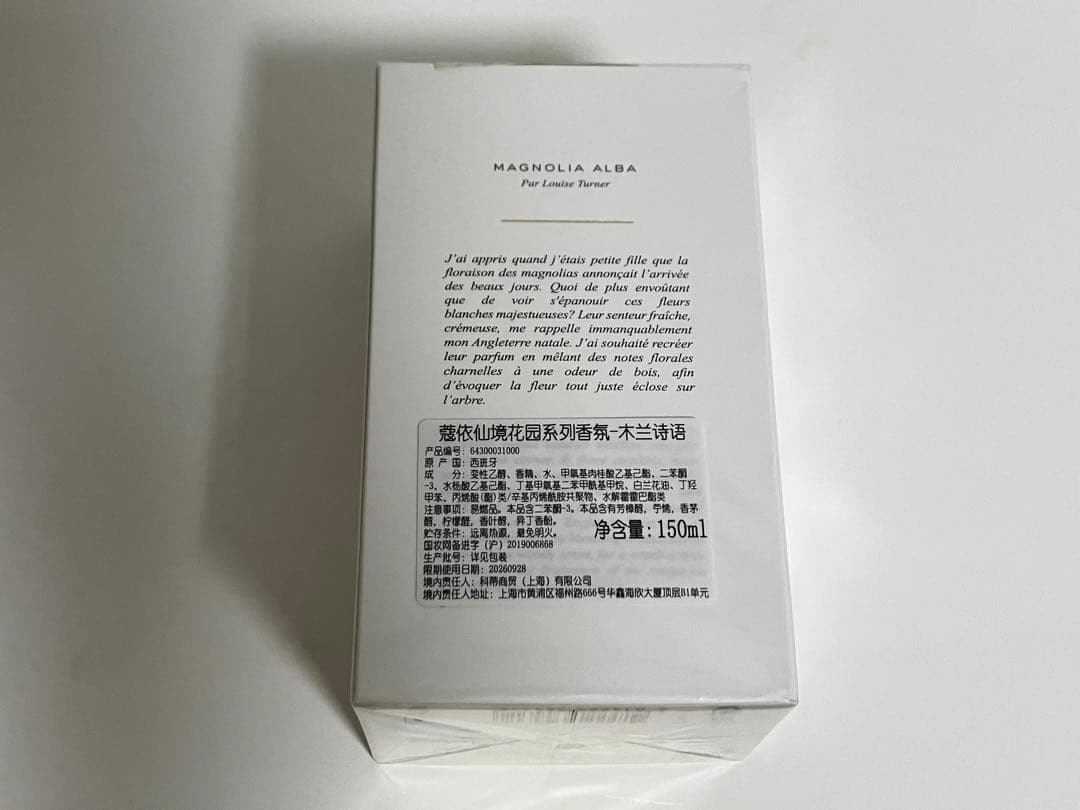 MAGNOLIA ALBA
Par Louise Turner
J'ai appris quand j'étais petite fille que la
floraison des magnolias annonçait l'arrivée
des beaux jours. Quoi de plus envoûtant
que de voir s'épanouir ces fleurs
blanches majestueuses? Leur senteur fraîche,
crémeuse, me rappelle immanquablement
mon Angleterre natale. J'ai souhaité recréer
leur parfum en mêlant des notes florales
charnelles à une odeur de bois, afin
d'évoquer la fleur tout juste éclose sur
l'arbre.
蔻依仙境花园系列香氛-木兰诗语
产品编号: 64300031000
原 产 国: 西班牙
成 分: 变性乙醇、香精、水、甲氧基肉桂酸乙基己酯、二苯酮
-3、水杨酸乙基己酯、丁基甲氧基二苯甲酰基甲烷、白兰花油、丁羟
甲苯、丙烯酸(酯)类/辛基丙烯酰胺共聚物、水解霍霍巴酯类
注意事项: 易燃品。本品含二苯酮-3。本品含有芳樟醇、苧烯、香茅
醇、柠檬醛、香叶醇、异丁香酚。
贮存条件: 远离热源，避免明火。
净含量: 150ml
国妆网备进字（沪）2019006868
生产批号: 详见包装
限期使用日期: 20260928
境内责任人: 科蒂商贸（上海）有限公司
境内责任人地址: 上海市黄浦区福州路666号华鑫海欣大厦顶层B1单元